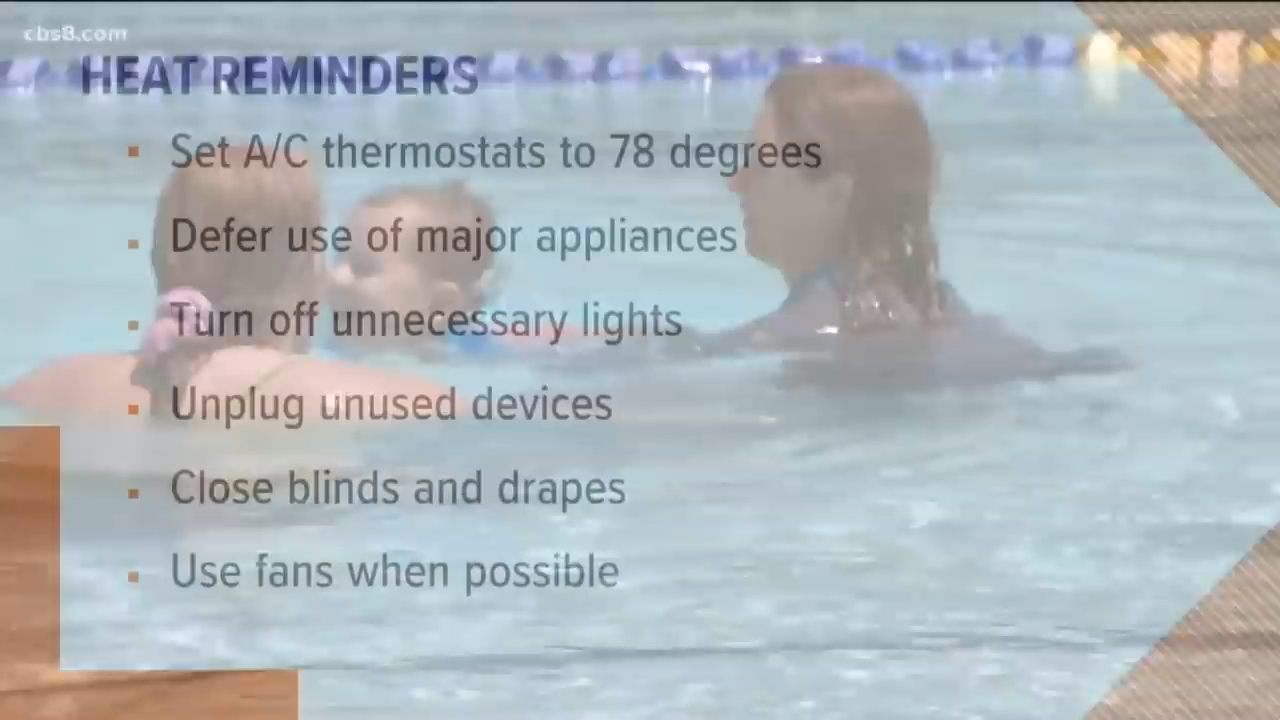 cbs8.com
HEAT REMINDERS
Set A/C thermostats to 78 degrees
Defer use of major appliances
Turn off unnecessary lights
Unplug unused devices
Close blinds and drapes
Use fans when possible